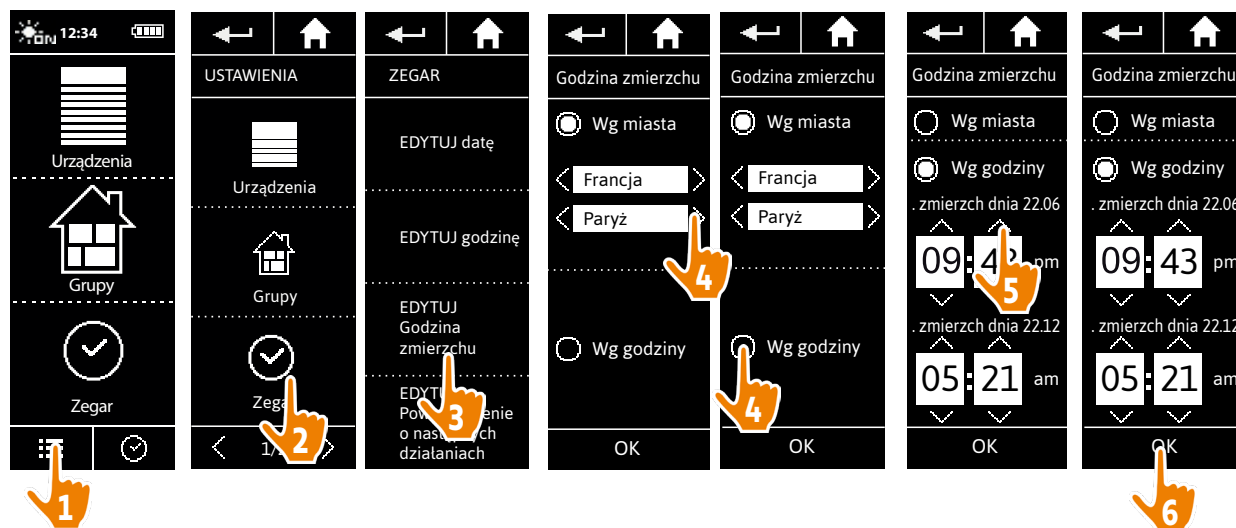 ON 12:34
Urządzenia
Grupy
Zegar
1
USTAWIENIA
Urządzenia
Grupy
2
ZEGAR
EDYTUJ datę
EDYTUJ godzinę
EDYTUJ
Godzina
zmierzchu
3
o
działaniach
Godzina zmierzchu
Wg miasta
Francja
Paryż
4
Wg godziny
OK
Godzina zmierzchu
Wg miasta
Francja
Paryż
Wg godziny
4
OK
Godzina zmierzchu
Wg miasta
Wg godziny
. zmierzch dnia 22.06
09: pm
5
. zmierzch dnia 22.12
05:21 am
OK
Godzina zmierzchu
Wg miasta
Wg godziny
. zmierzch dnia 22.06
09:43 pm
. zmierzch dnia 22.12
05:21 am
OK
6